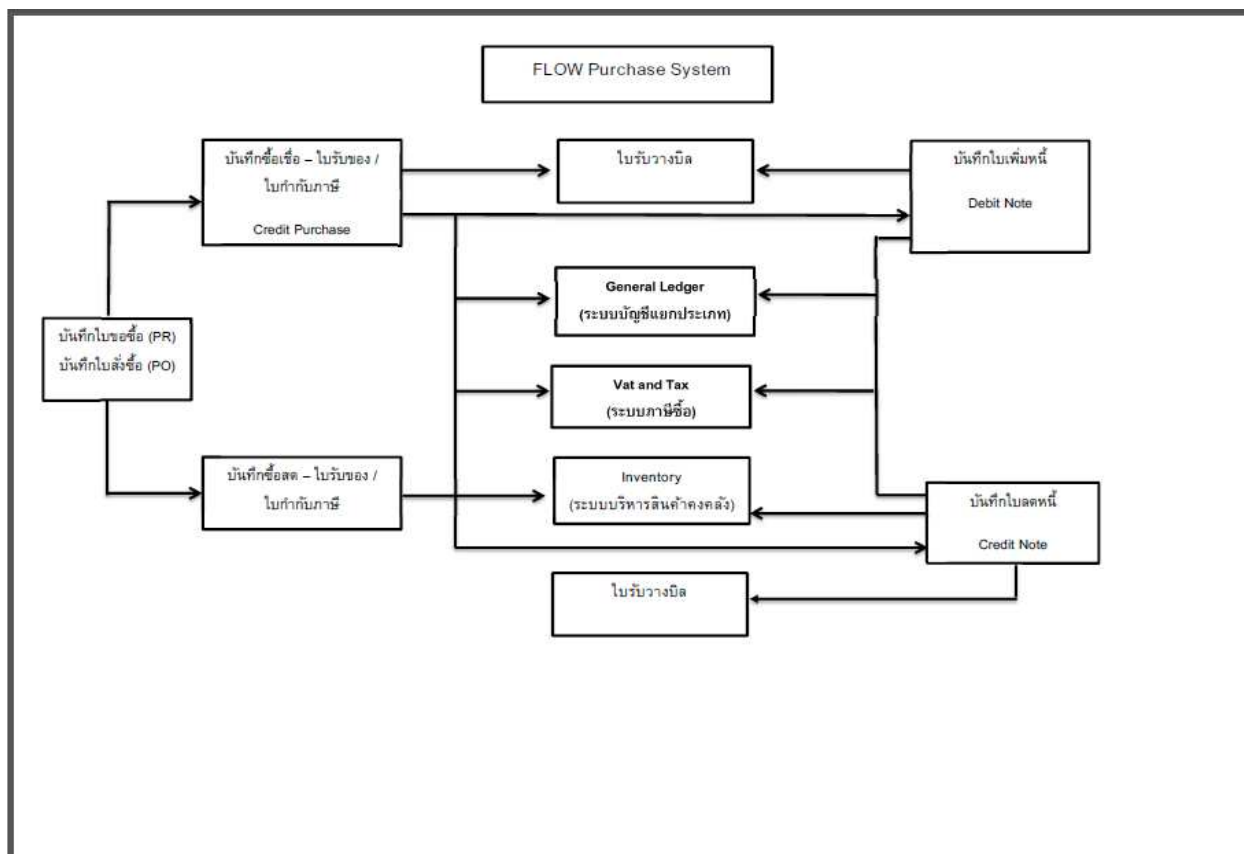 FLOW Purchase System
บันทึกซื้อเชื่อ – ใบรับของ /
ใบกำกับภาษี
Credit Purchase
ใบรับวางบิล
บันทึกใบเพิ่มหนี้
Debit Note
General Ledger
(ระบบบัญชีแยกประเภท)
บันทึกใบขอซื้อ (PR)
บันทึกใบสั่งซื้อ (PO)
Vat and Tax
(ระบบภาษีซื้อ)
บันทึกซื้อสด – ใบรับของ /
ใบกำกับภาษี
Inventory
(ระบบบริหารสินค้าคงคลัง)
บันทึกใบลดหนี้
Credit Note
ใบรับวางบิล